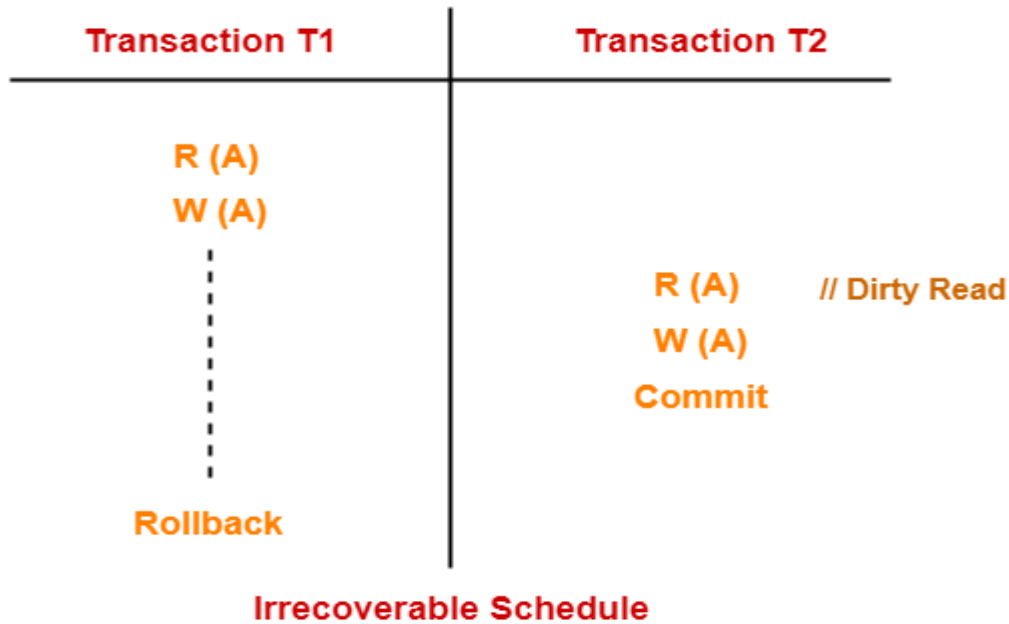 Transaction T1 Transaction T2
R (A)
W (A)
R (A) // Dirty Read
W (A)
Commit
Rollback
Irrecoverable Schedule